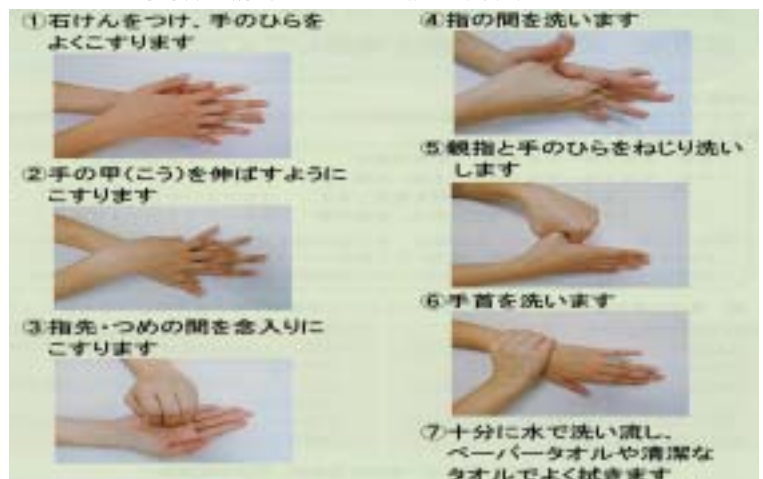 ①石けんをつけ、手のひらを
よくこすります
②手の甲(こう)を伸ばすように
こすります
③指先・つめの間を念入りに
こすります
④指の間を洗います
⑤親指と手のひらをねじり洗い
します
⑥手首を洗います
⑦十分に水で洗い流し、
ペーパータオルや清潔な
タオルでよく拭きます